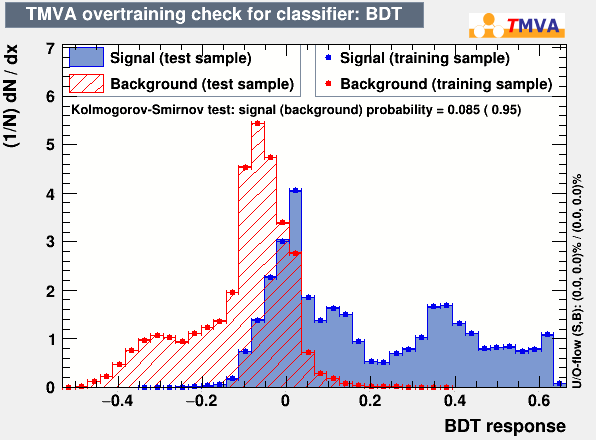 TMVA overtraining check for classifier: BDT
TMVA
(1/N) dN / dx
Signal (test sample)
Background (test sample)
Signal (training sample)
Background (training sample)
Kolmogorov-Smirnov test: signal (background) probability = 0.085 ( 0.95)
7
6
5
4
3
2
1
0
−0.4 −0.2 0 0.2 0.4 0.6
BDT response
U/O-flow (S,B): (0.0, 0.0)% / (0.0, 0.0)%